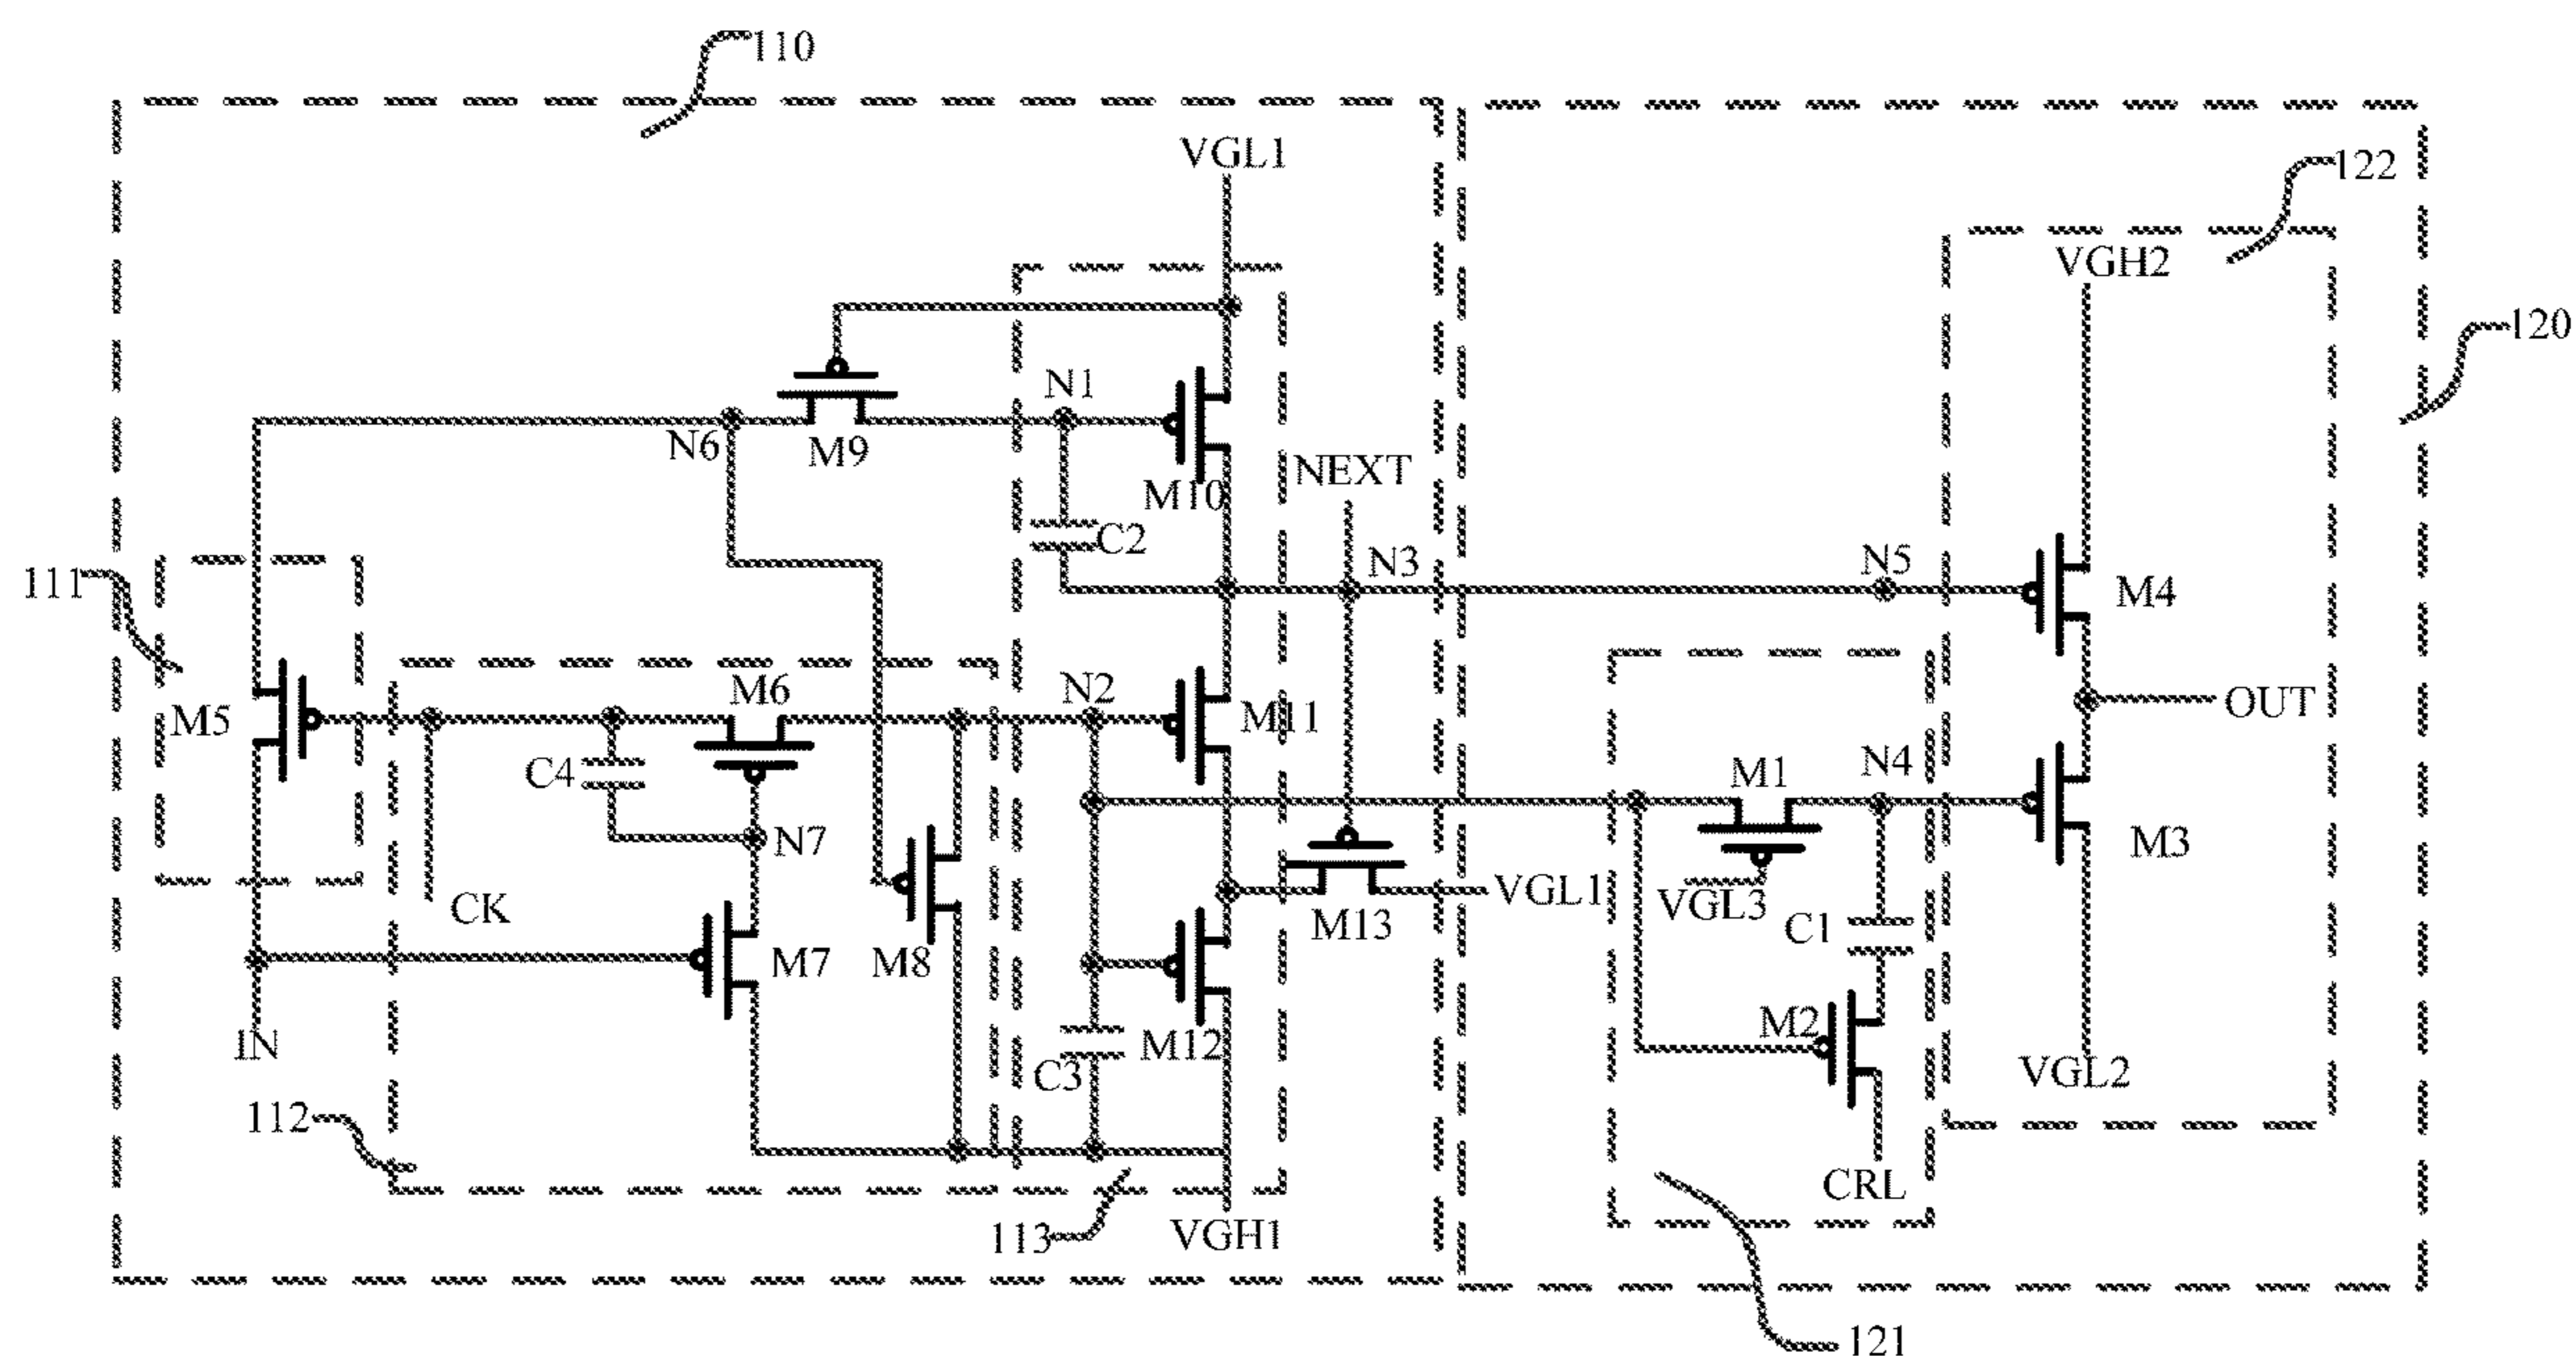 110
VGL1
122
VGH2
120
N1
N6
M9
M10
NEXT
C2
N3
N5
M4
111
M5
M6
N2
M11
OUT
C4
M1
N4
N7
M3
CK
VGL1
VGL3
M13
C1
M7
M8
M2
IN
M12
C3
VGL2
112
CRL
113
VGH1
121